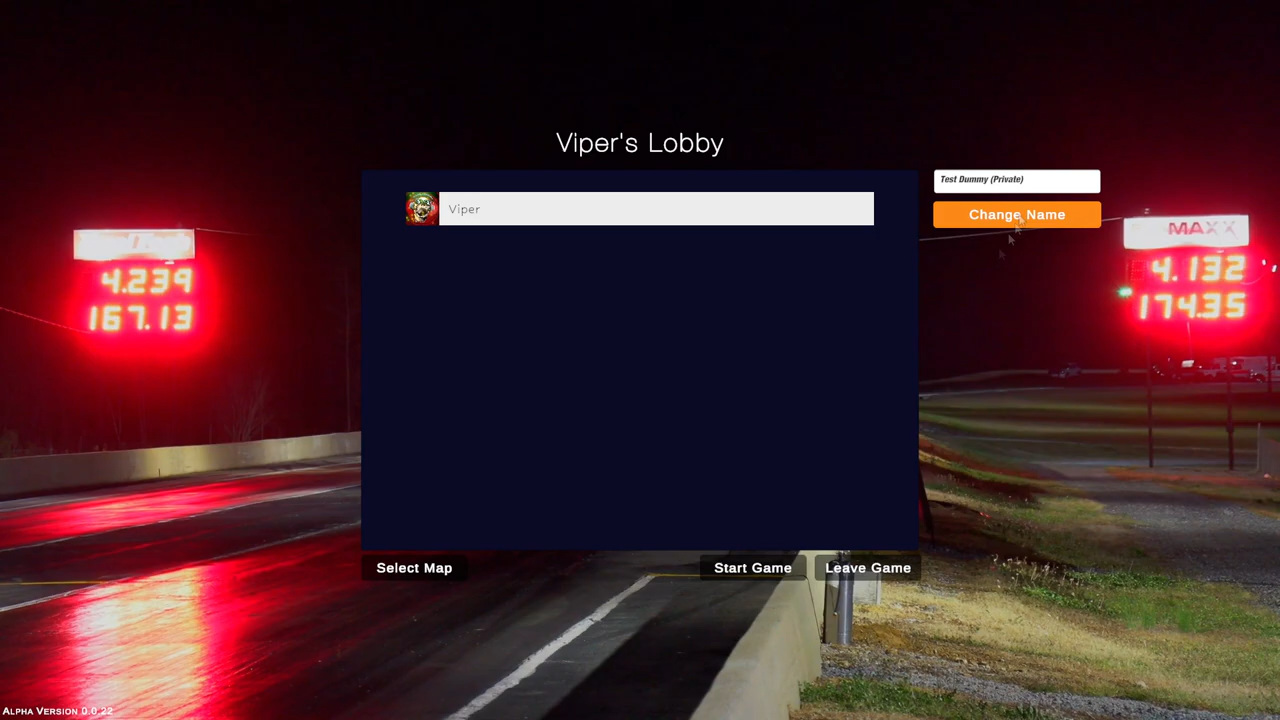 Viper's Lobby
Test Dummy (Private)
Viper
Change Name
MAXX
4.239
167.13
4.132
174.35
Select Map
Start Game
Leave Game
Alpha Version 0.0.22